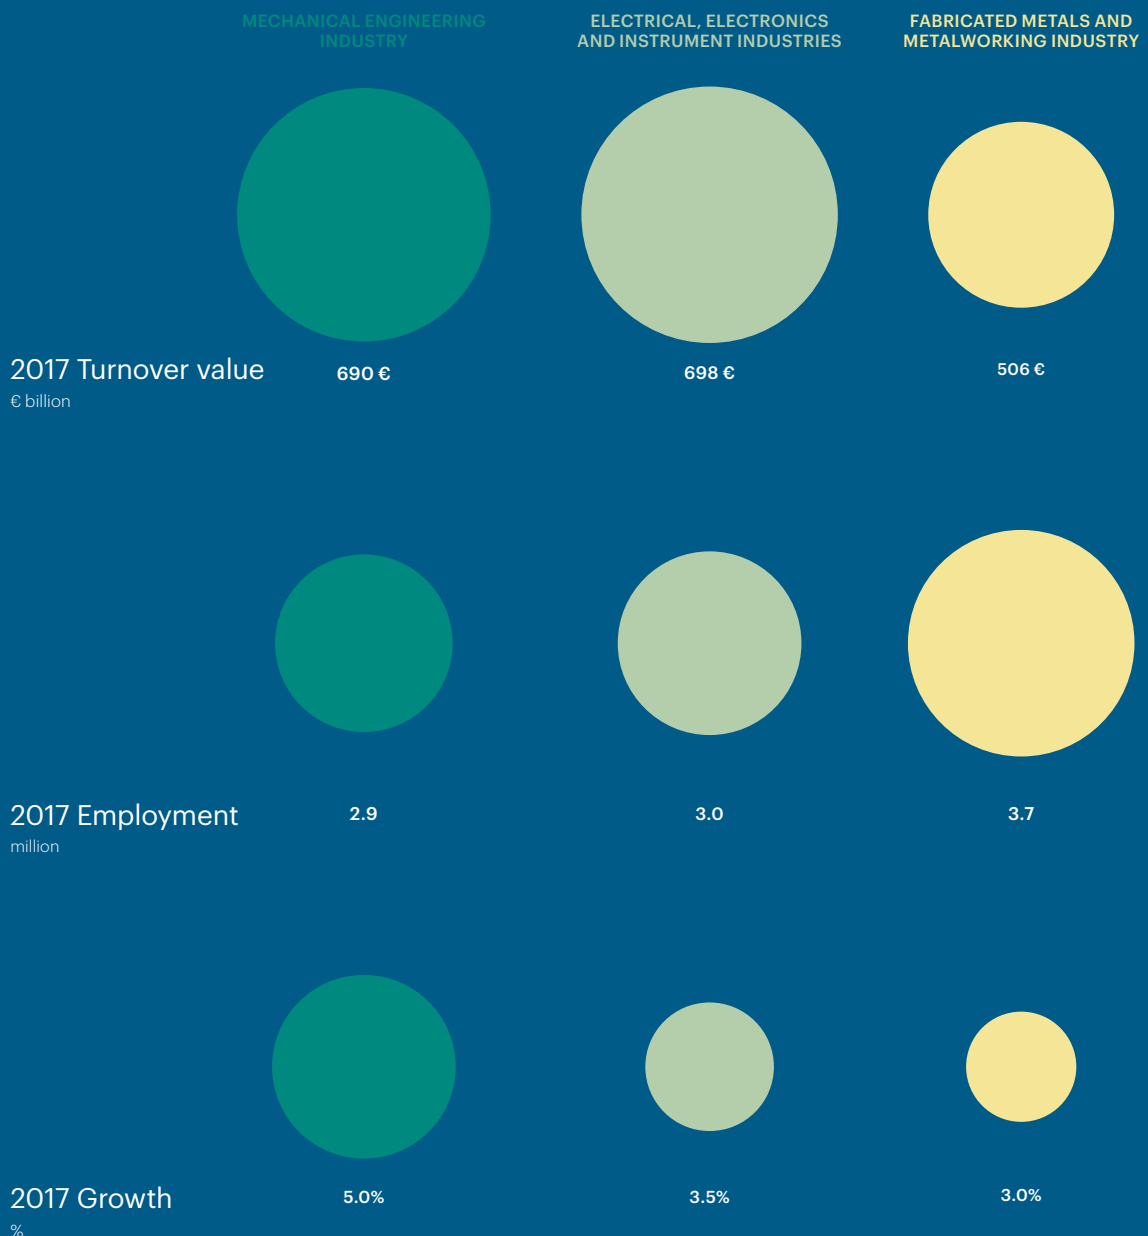 MECHANICAL ENGINEERING
INDUSTRY
ELECTRICAL, ELECTRONICS
AND INSTRUMENT INDUSTRIES
FABRICATED METALS AND
METALWORKING INDUSTRY
2017 Turnover value
€ billion
690 €
698 €
506 €
2017 Employment
million
2.9
3.0
3.7
2017 Growth
%
5.0%
3.5%
3.0%